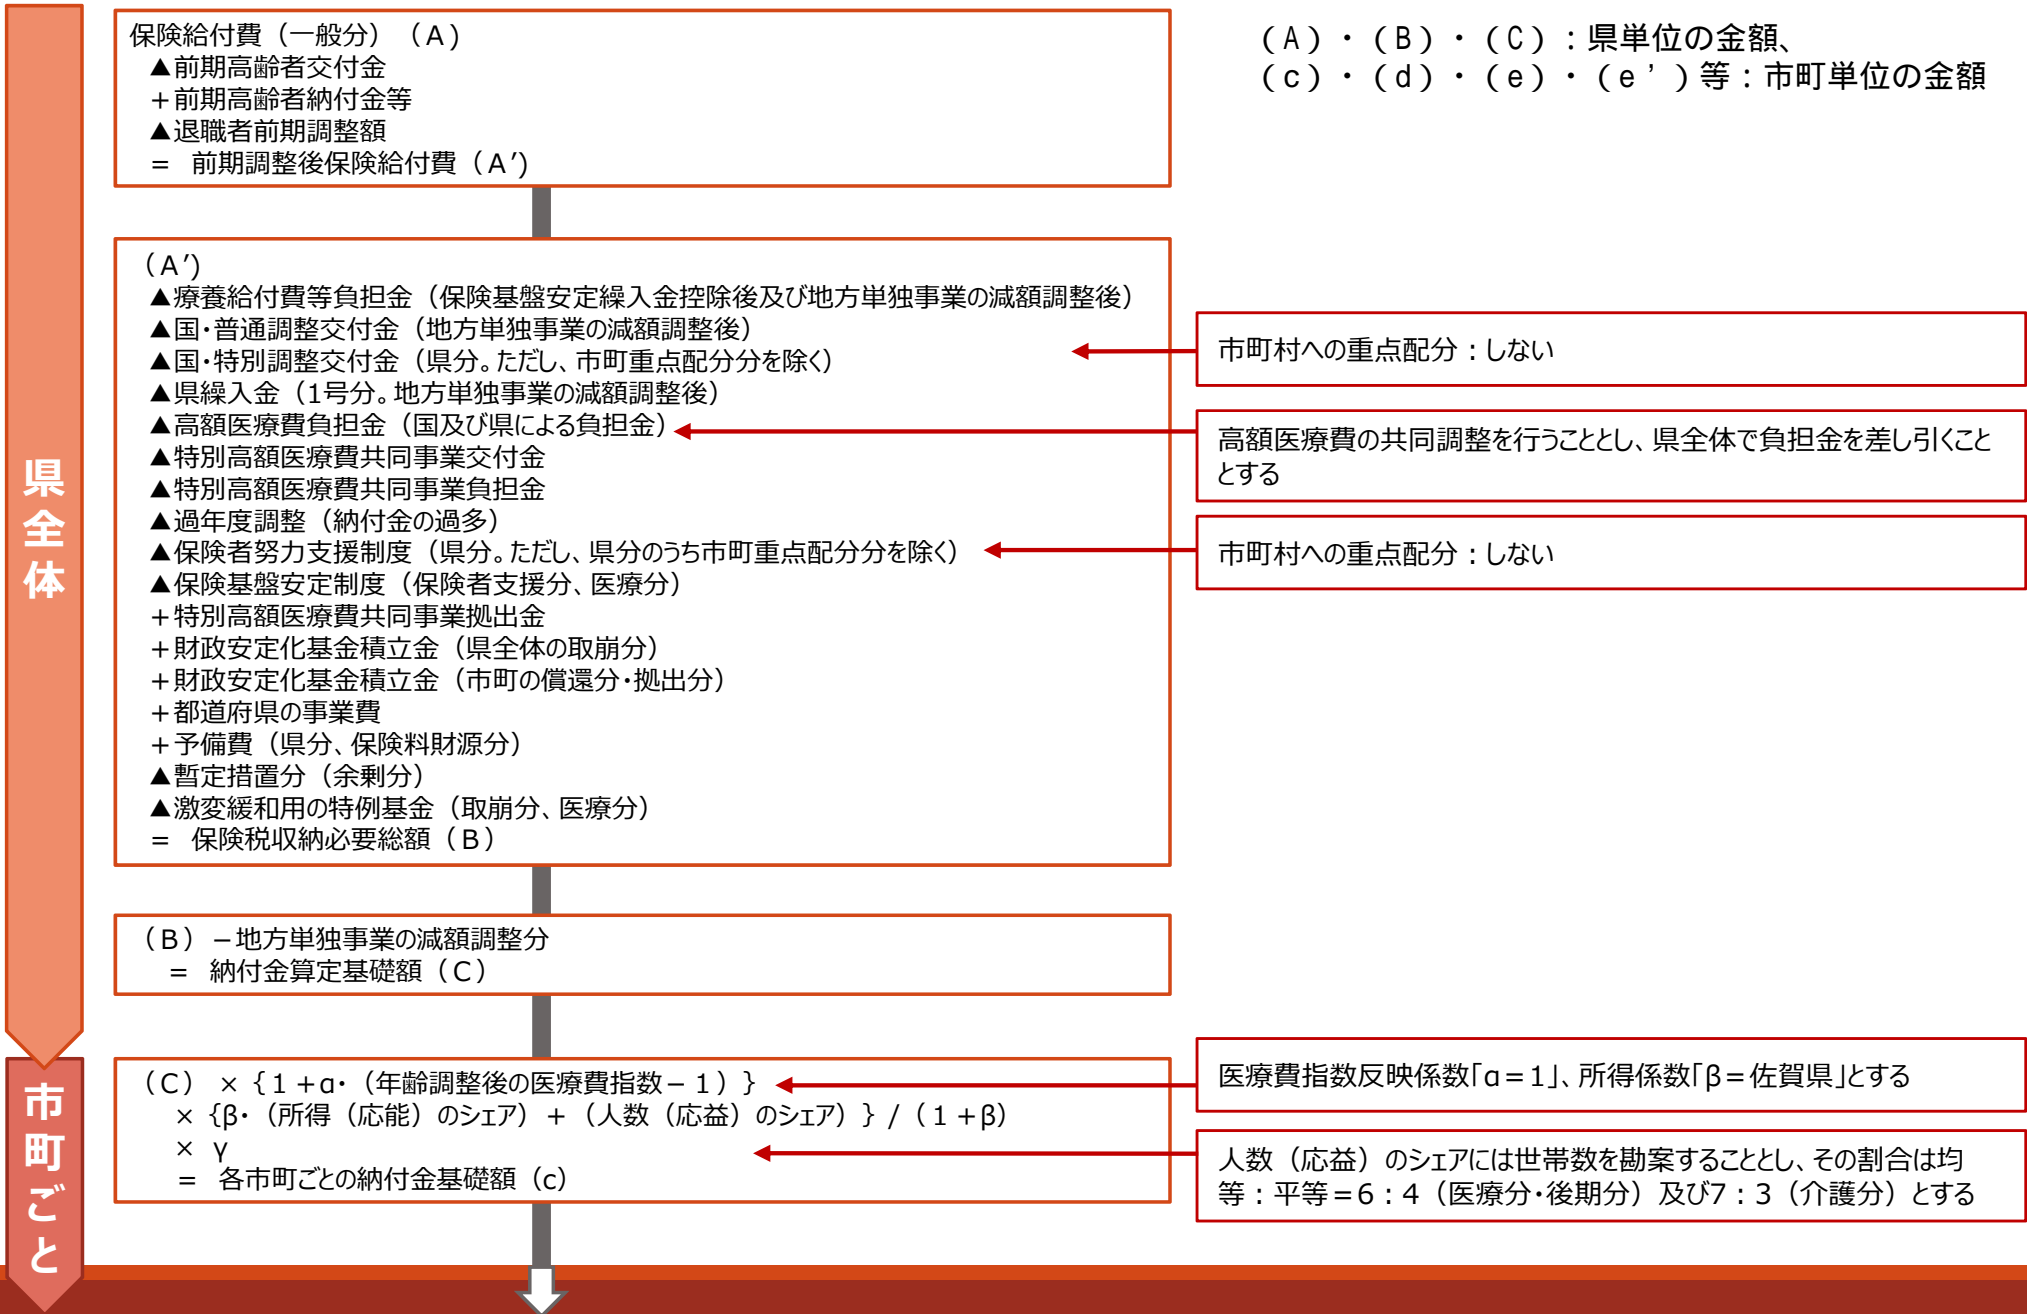 保険給付費（一般分）（A）
▲前期高齢者交付金
＋前期高齢者納付金等
▲退職者前期調整額
＝ 前期調整後保険給付費（A′）
（A）・（B）・（C）：県単位の金額、
（c）・（d）・（e）・（e’）等：市町単位の金額
県全体
（A′）
▲療養給付費等負担金（保険基盤安定繰入金控除後及び地方単独事業の減額調整後）
▲国・普通調整交付金（地方単独事業の減額調整後）
▲国・特別調整交付金（県分。ただし、市町重点配分分を除く）
▲県繰入金（1号分。地方単独事業の減額調整後）
▲高額医療費負担金（国及び県による負担金）
▲特別高額医療費共同事業交付金
▲特別高額医療費共同事業負担金
▲過年度調整（納付金の過多）
▲保険者努力支援制度（県分。ただし、県分のうち市町重点配分分を除く）
▲保険基盤安定制度（保険者支援分、医療分）
＋特別高額医療費共同事業拠出金
＋財政安定化基金積立金（県全体の取崩分）
＋財政安定化基金積立金（市町の償還分・拠出分）
＋都道府県の事業費
＋予備費（県分、保険料財源分）
▲暫定措置分（余剰分）
▲激変緩和用の特例基金（取崩分、医療分）
＝ 保険税収納必要総額（B）
市町村への重点配分：しない
高額医療費の共同調整を行うこととし、県全体で負担金を差し引くこと
とする
市町村への重点配分：しない
（B）－地方単独事業の減額調整分
＝ 納付金算定基礎額（C）
市町ごと
（C）×｛1＋α・（年齢調整後の医療費指数－1）｝
×｛β・（所得（応能）のシェア）＋（人数（応益）のシェア）｝/（1＋β）
× γ
＝ 各市町ごとの納付金基礎額（c）
医療費指数反映係数「α＝1」、所得係数「β＝佐賀県」とする
人数（応益）のシェアには世帯数を勘案することとし、その割合は均
等：平等＝6：4（医療分・後期分）及び7：3（介護分）とする